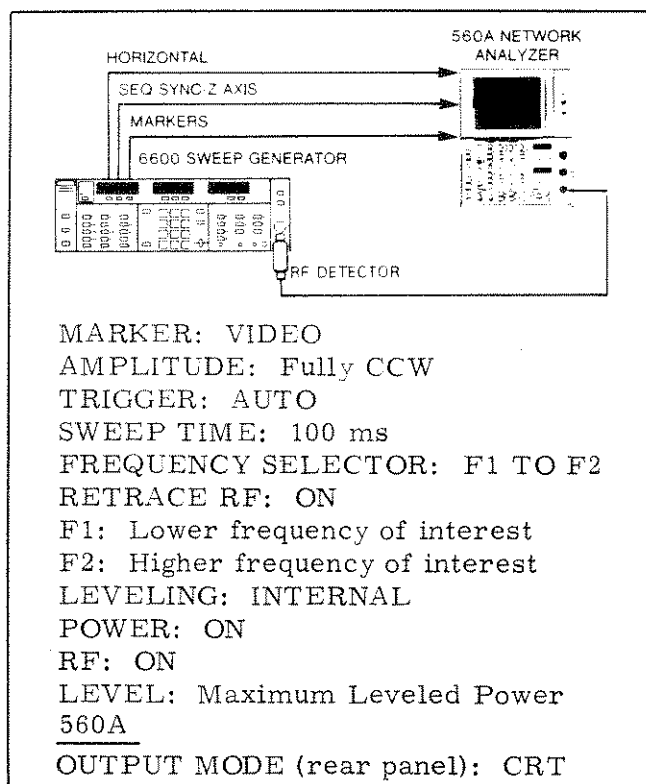 560A NETWORK
ANALYZER
HORIZONTAL
SEQ SYNC-Z AXIS
MARKERS
6600 SWEEP GENERATOR
RF DETECTOR
MARKER: VIDEO
AMPLITUDE: Fully CCW
TRIGGER: AUTO
SWEEP TIME: 100 ms
FREQUENCY SELECTOR: F1 TO F2
RETRACE RF: ON
F1: Lower frequency of interest
F2: Higher frequency of interest
LEVELING: INTERNAL
POWER: ON
RF: ON
LEVEL: Maximum Leveled Power
560A
OUTPUT MODE (rear panel): CRT